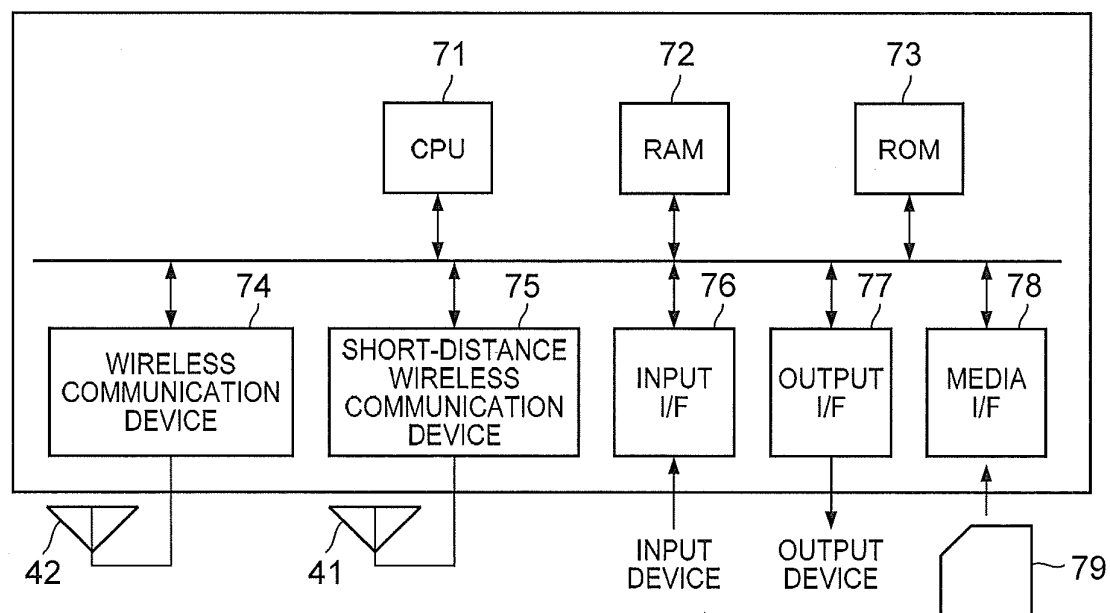 71
72
73
CPU
RAM
ROM
74
75
76
77
78
WIRELESS
COMMUNICATION
DEVICE
SHORT-DISTANCE
WIRELESS
COMMUNICATION
DEVICE
INPUT
I/F
OUTPUT
I/F
MEDIA
I/F
42
41
INPUT
DEVICE
OUTPUT
DEVICE
79